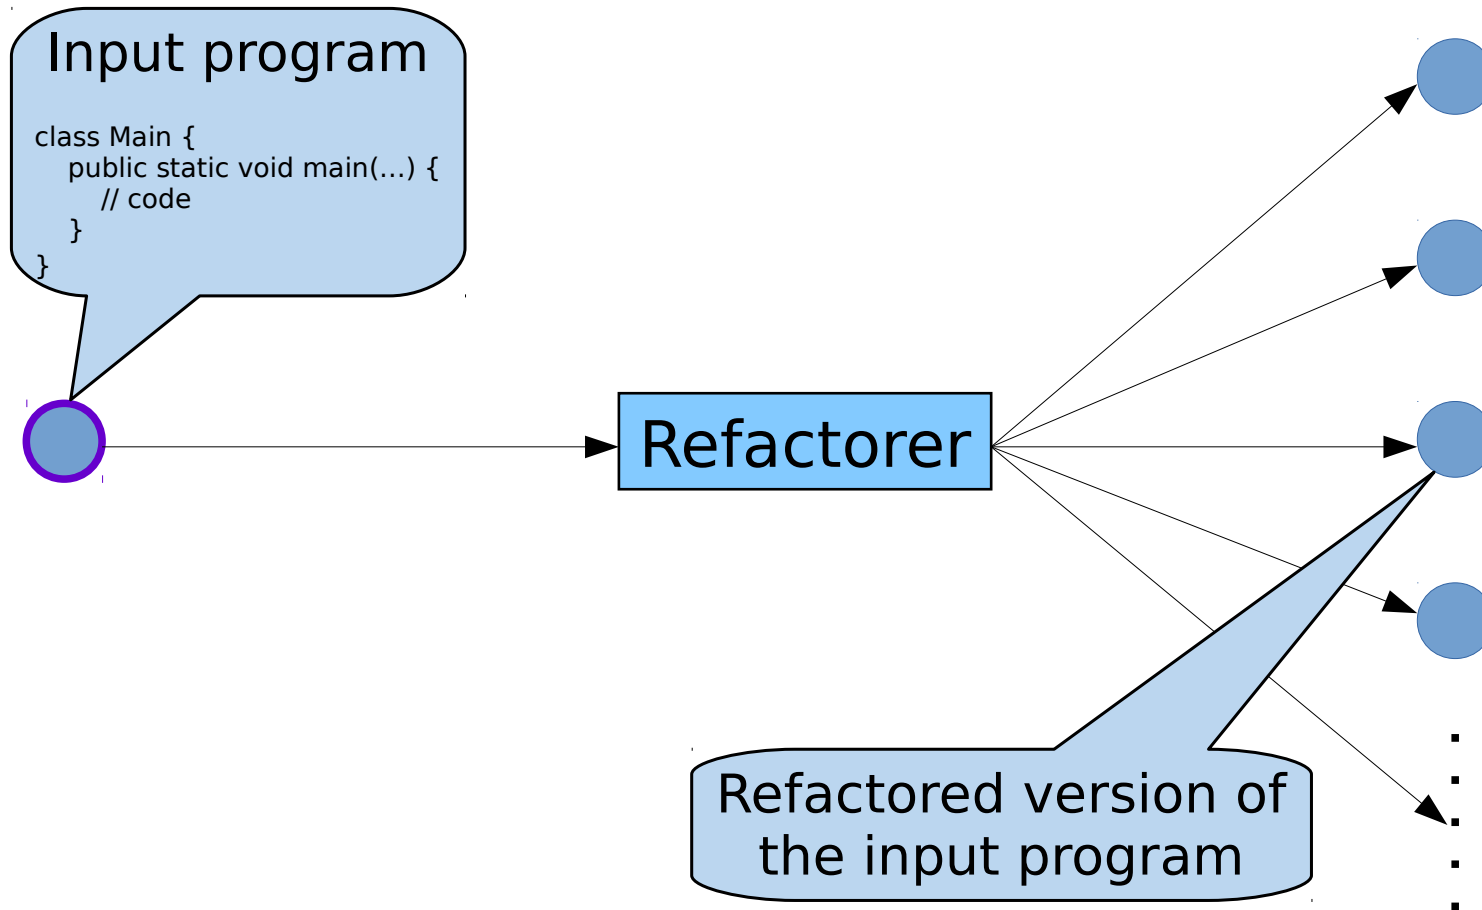 Input program
class Main {
public static void main(...) {
// code
}
}
Refactorer
Refactored version of
the input program